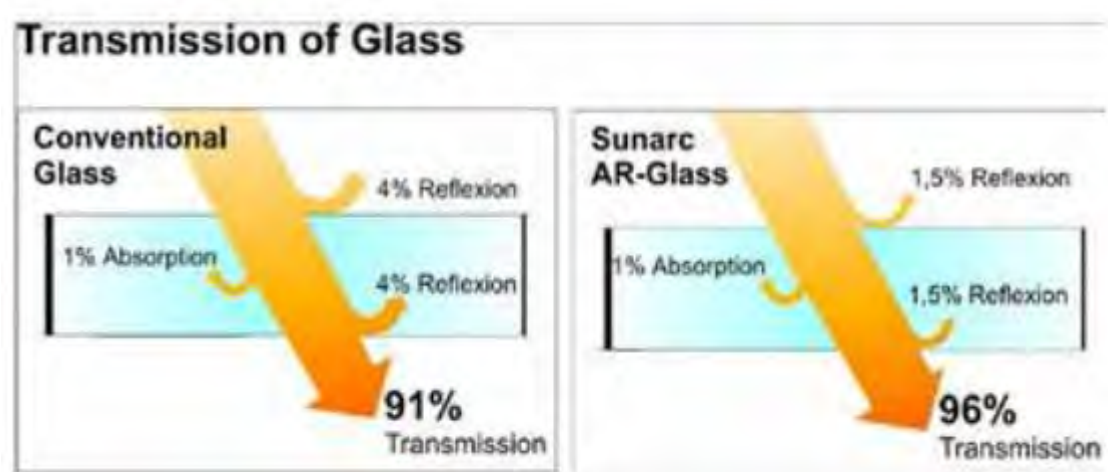 Transmission of Glass
Conventional
Glass
4% Reflexion
1% Absorption
4% Reflexion
91%
Transmission
Sunarc
AR-Glass
1,5% Reflexion
1% Absorption
1,5% Reflexion
96%
Transmission